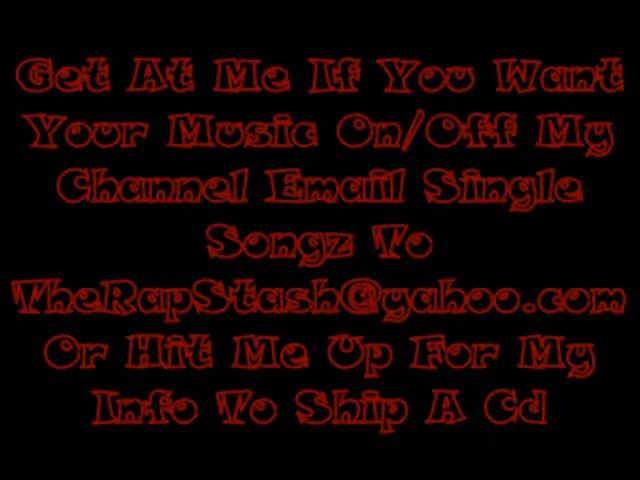 Get At Me If You Want
Your Music On/Off My
Channel Email Single
Songz To
TheRapStash@yahoo.com
Or Hit Me Up For My
Info To Ship A Cd